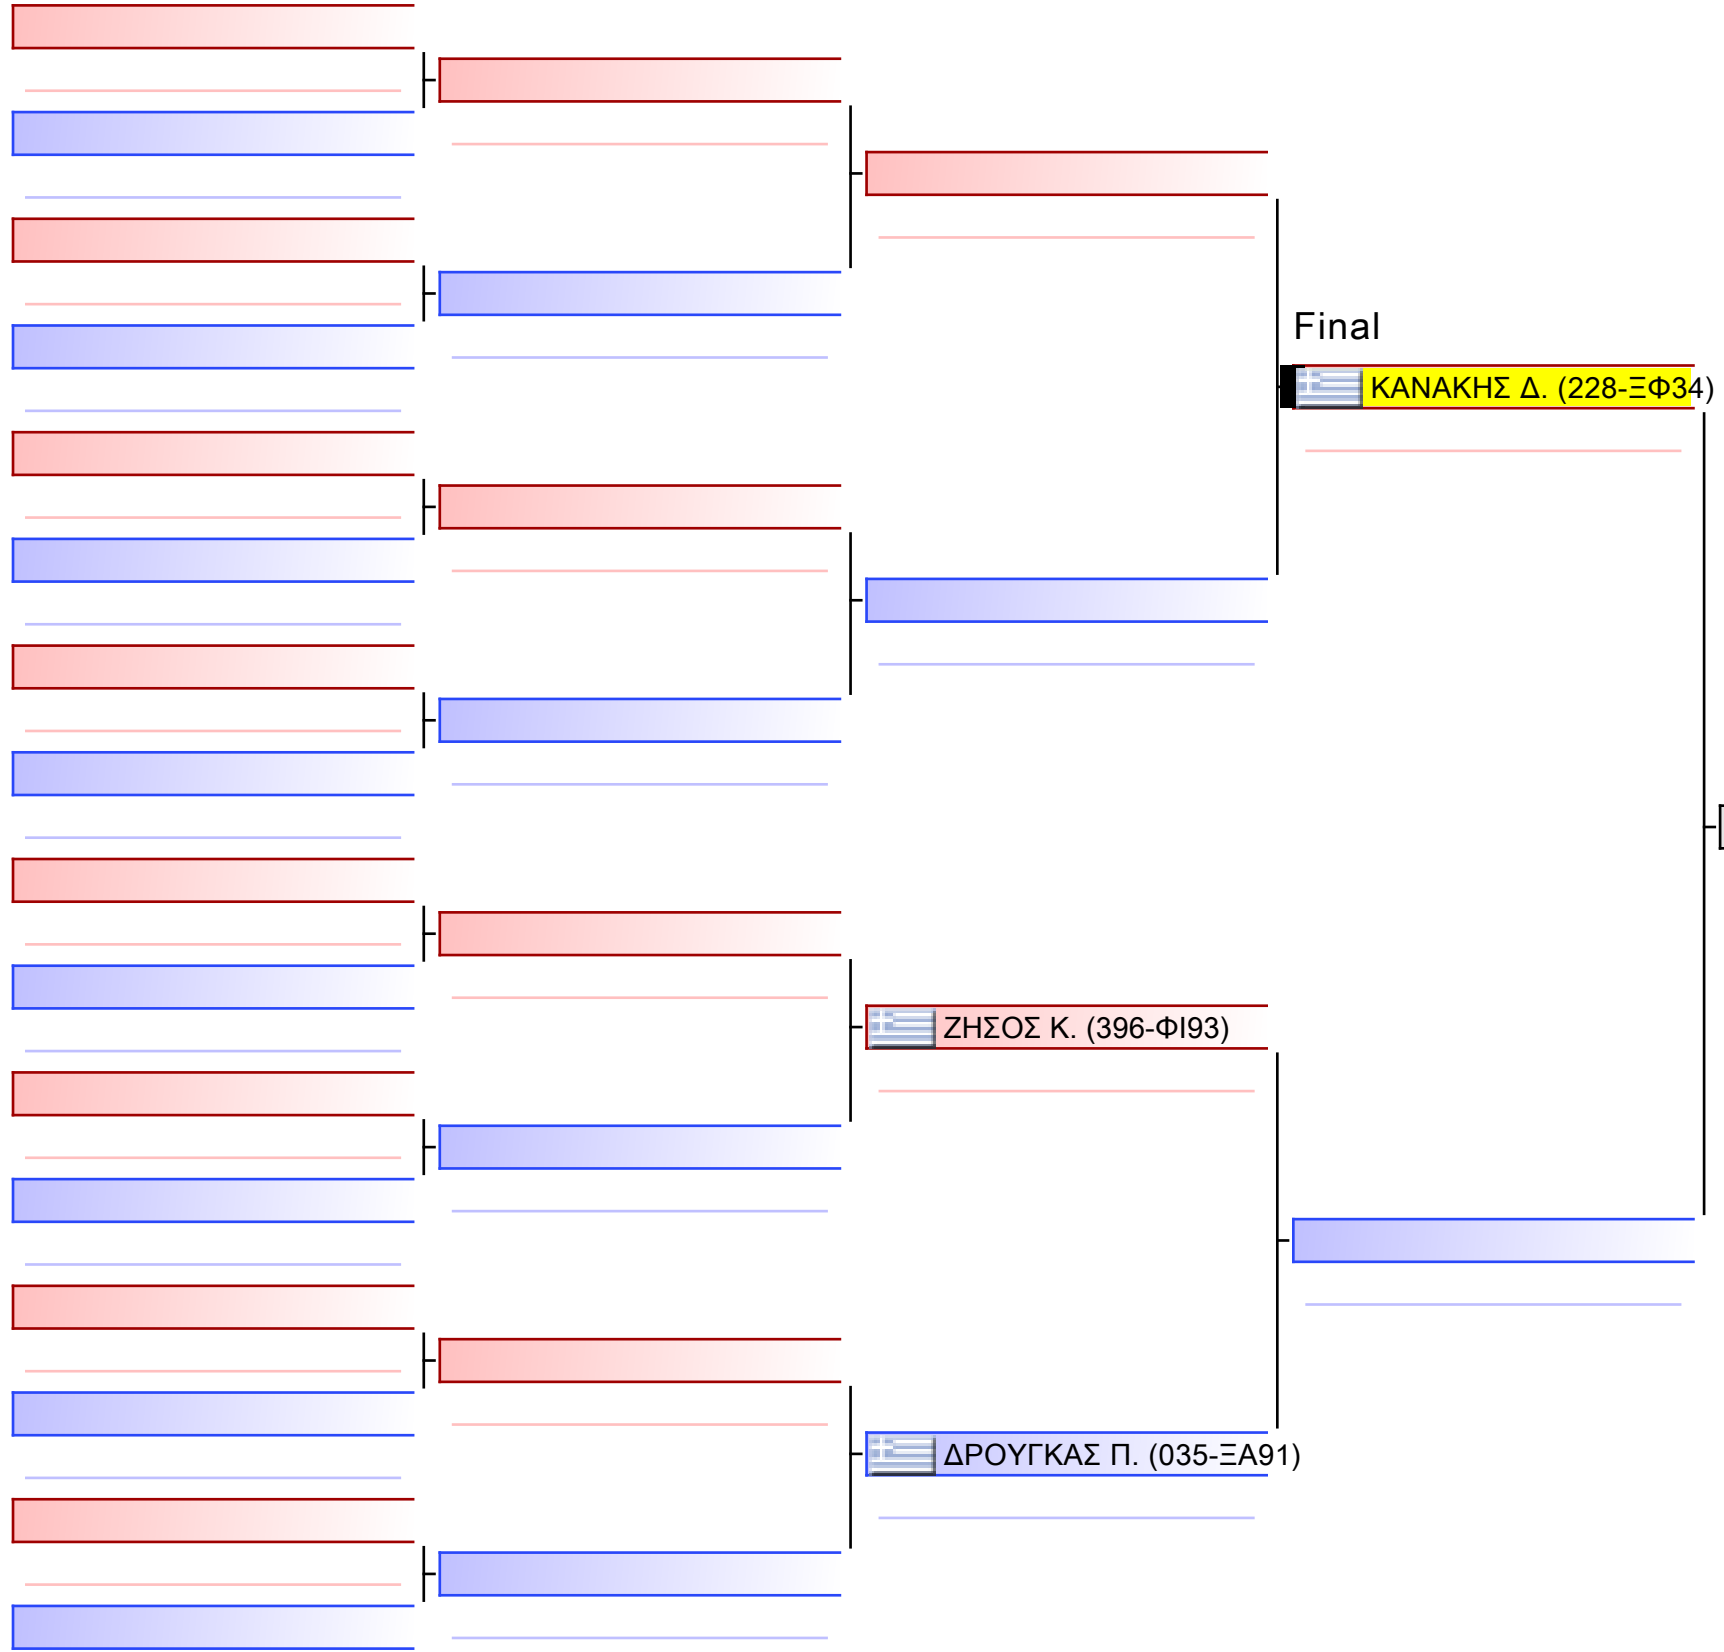 Final
ΚΑΝΑΚΗΣ Δ. (228-ΞΦ34)
ΖΗΣΟΣ Κ. (396-ΦΙ93)
ΔΡΟΥΓΚΑΣ Π. (035-ΞΑ91)